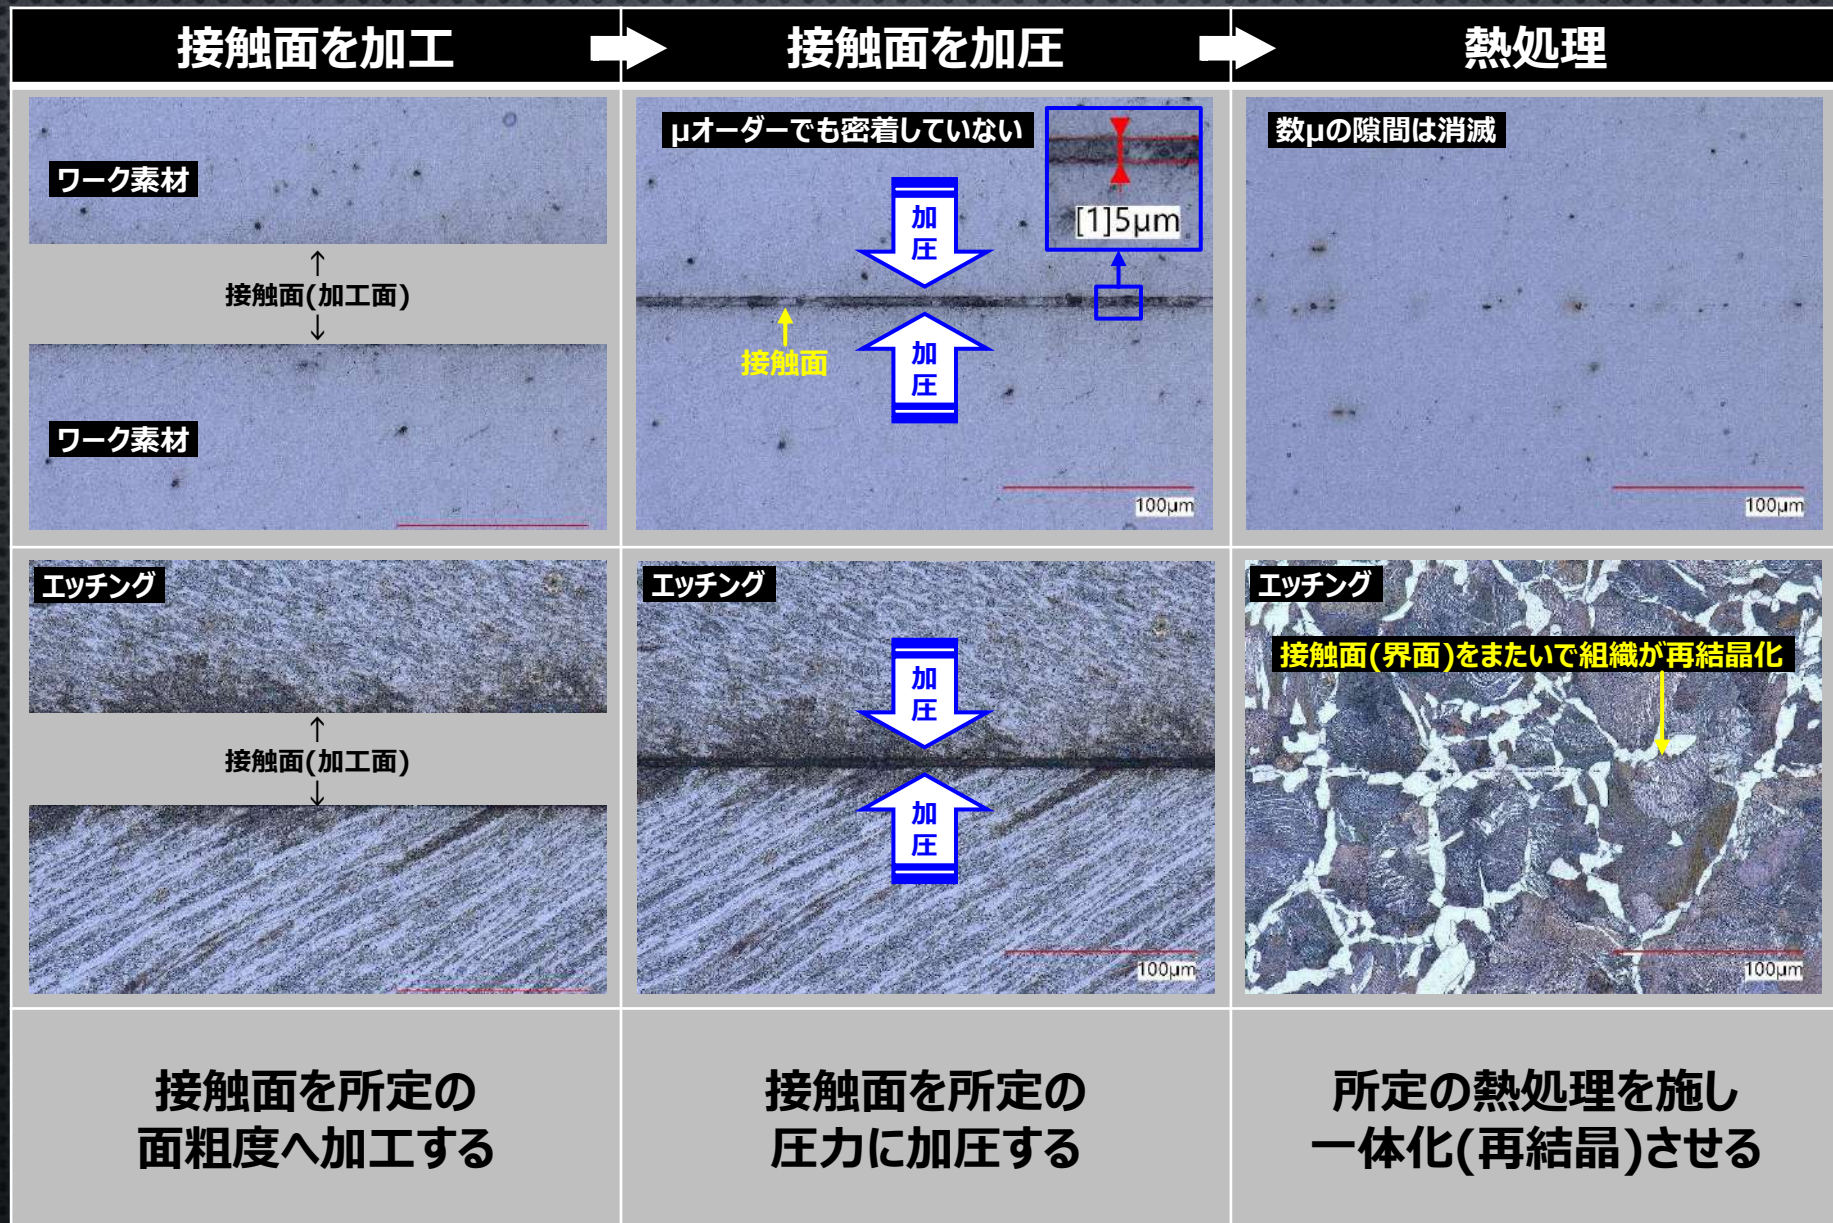 接触面を加工
接触面を加圧
熱処理
ワーク素材
↑
接触面(加工面)
↓
ワーク素材
μオーダーでも密着していない
[1]5μm
加
圧
接触面
加
圧
100μm
数μの隙間は消滅
100μm
エッチング
↑
接触面(加工面)
↓
エッチング
加
圧
加
圧
100μm
エッチング
接触面(界面)をまたいで組織が再結晶化
100μm
接触面を所定の
面粗度へ加工する
接触面を所定の
圧力に加圧する
所定の熱処理を施し
一体化(再結晶)させる